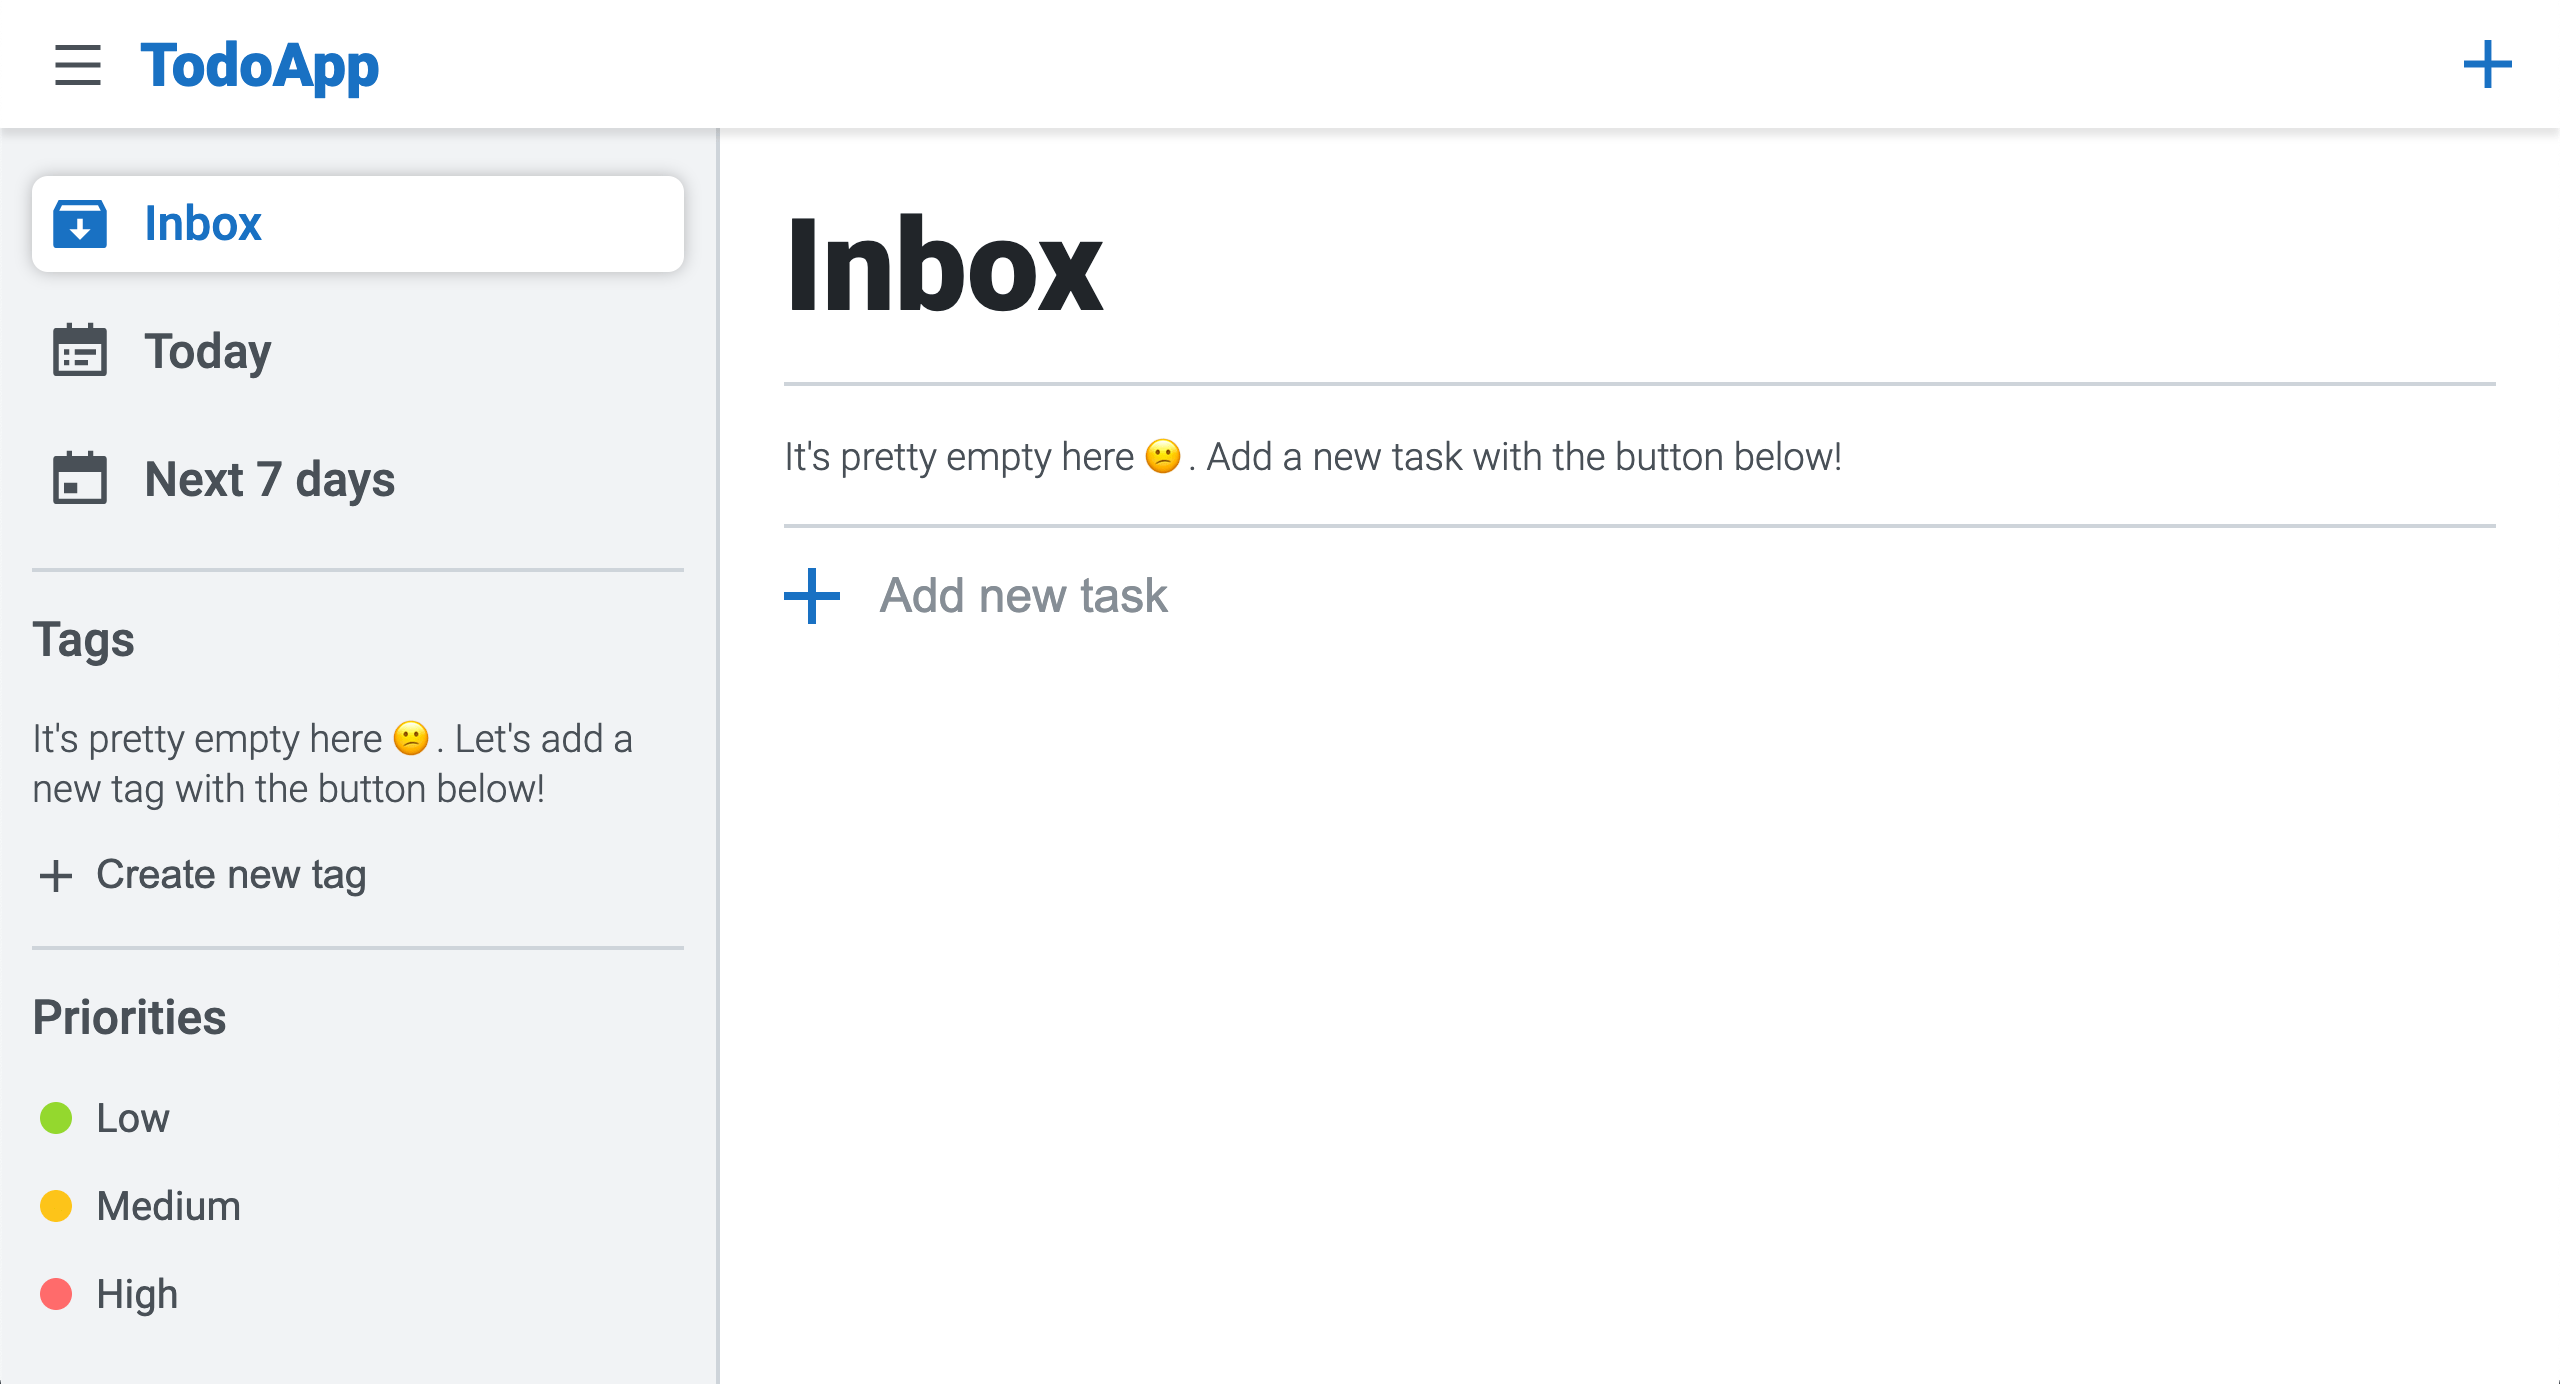 TodoApp
Inbox
Today
Next 7 days
Tags
It's pretty empty here 😕. Let's add a
new tag with the button below!
Create new tag
Priorities
Low
Medium
High
Inbox
It's pretty empty here 😕. Add a new task with the button below!
Add new task